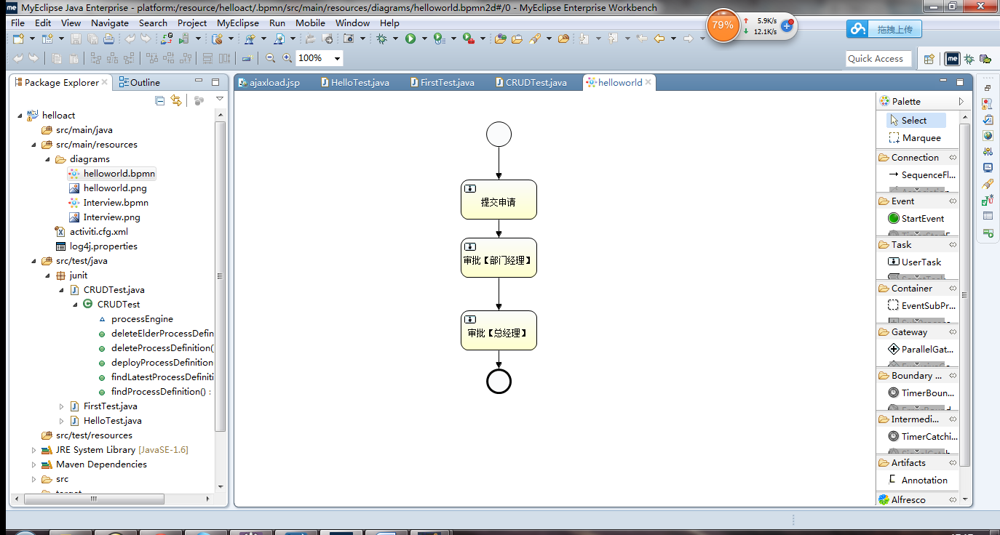 MyEclipse Java Enterprise - platform:/resource/helloact/.bpmn/src/main/resources/diagrams/helloworld.bpmn2d#/0 - MyEclipse Enterprise Workbench
File Edit View Navigate Search Project MyEclipse Run Mobile Window Help
79%
5.9K/s
12.1K/s
拖拽上传
100%
Quick Access
me
Package Explorer
Outline
helloact
src/main/java
src/main/resources
diagrams
helloworld.bpmn
helloworld.png
Interview.bpmn
Interview.png
activiti.cfg.xml
log4j.properties
src/test/java
junit
CRUDTest.java
CRUDTest
processEngine
deleteElderProcessDefin
deleteProcessDefinition(
deployProcessDefinition
findLatestProcessDefiniti
findProcessDefinition() :
FirstTest.java
HelloTest.java
src/test/resources
JRE System Library [JavaSE-1.6]
Maven Dependencies
src
ajaxload.jsp HelloTest.java FirstTest.java CRUDTest.java helloworld
提交申请
审批【部门经理】
审批【总经理】
Palette
Select
Marquee
Connection
SequenceFl...
Event
StartEvent
Task
UserTask
Container
EventSubPr...
Gateway
ParallelGat...
Boundary ...
TimerBoun...
Intermedi...
TimerCatchi...
Artifacts
Annotation
Alfresco